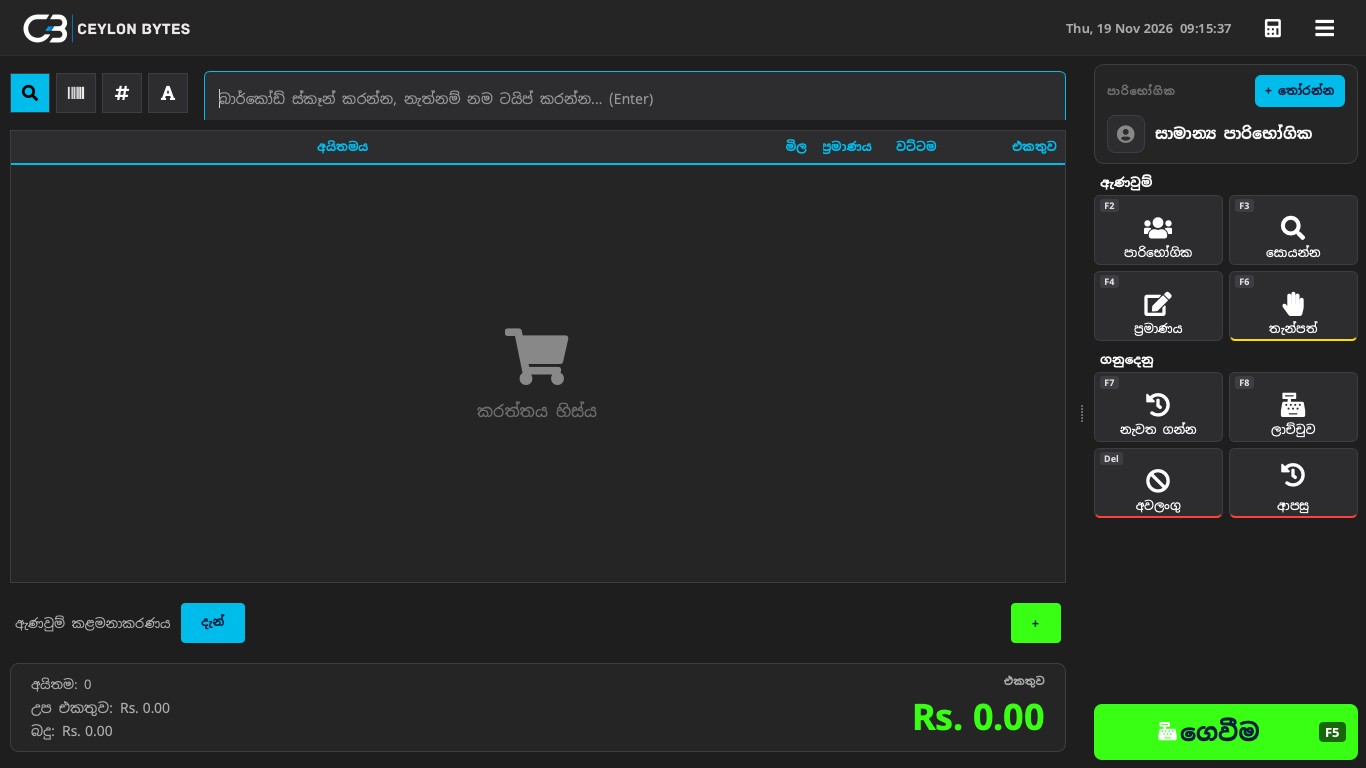 CEYLON BYTES
Thu, 19 Nov 2026 09:15:37
බාර්කෝඩ් ස්කෑන් කරන්න, නැත්නම් නම ටයිප් කරන්න... (Enter)
අයිතමය මිල ප්‍රමාණය වට්ටම එකතුව
කරත්තය හිස්ය
ඇණවුම් කළමනාකරණය දැන් +
අයිතම: 0
උප එකතුව: Rs. 0.00
බදු: Rs. 0.00
එකතුව
Rs. 0.00
පාරිභෝගික + තෝරන්න
සාමාන්‍ය පාරිභෝගික
ඇණවුම්
F2 F3
පාරිභෝගික සොයන්න
F4 F6
ප්‍රමාණය තැන්පත්
ගනුදෙනු
F7 F8
නැවත ගන්න ලාච්චුව
Del
අවලංගු ආපසු
ගෙවීම F5